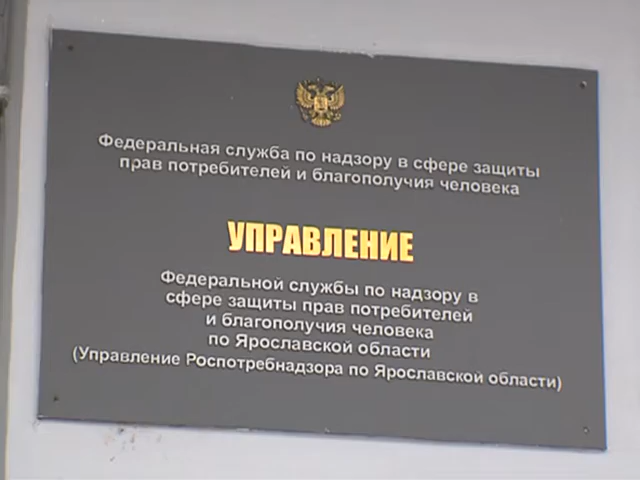 Федеральная служба по надзору в сфере защиты
прав потребителей и благополучия человека
УПРАВЛЕНИЕ
Федеральной службы по надзору в
сфере защиты прав потребителей
и благополучия человека
по Ярославской области
(Управление Роспотребнадзора по Ярославской области)